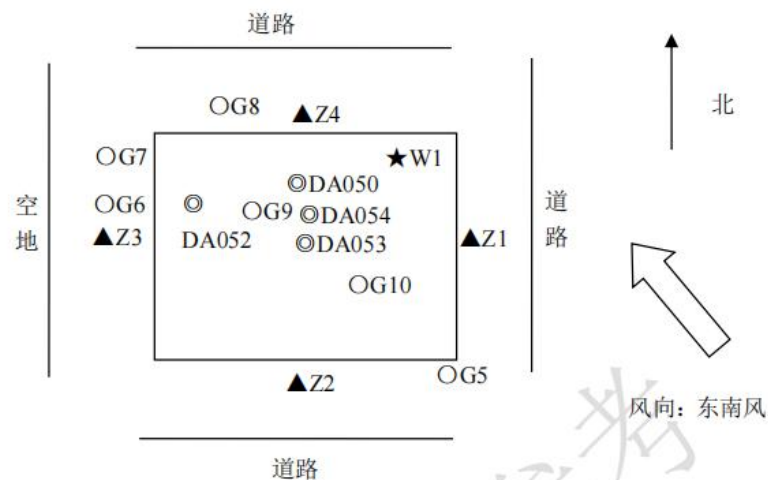 道路
北
○G8
▲Z4
○G7
★W1
◎DA050
○G6
◎
○G9
◎DA054
空地
▲Z3
DA052
◎DA053
▲Z1
道路
○G10
▲Z2
○G5
风向：东南风
道路
考